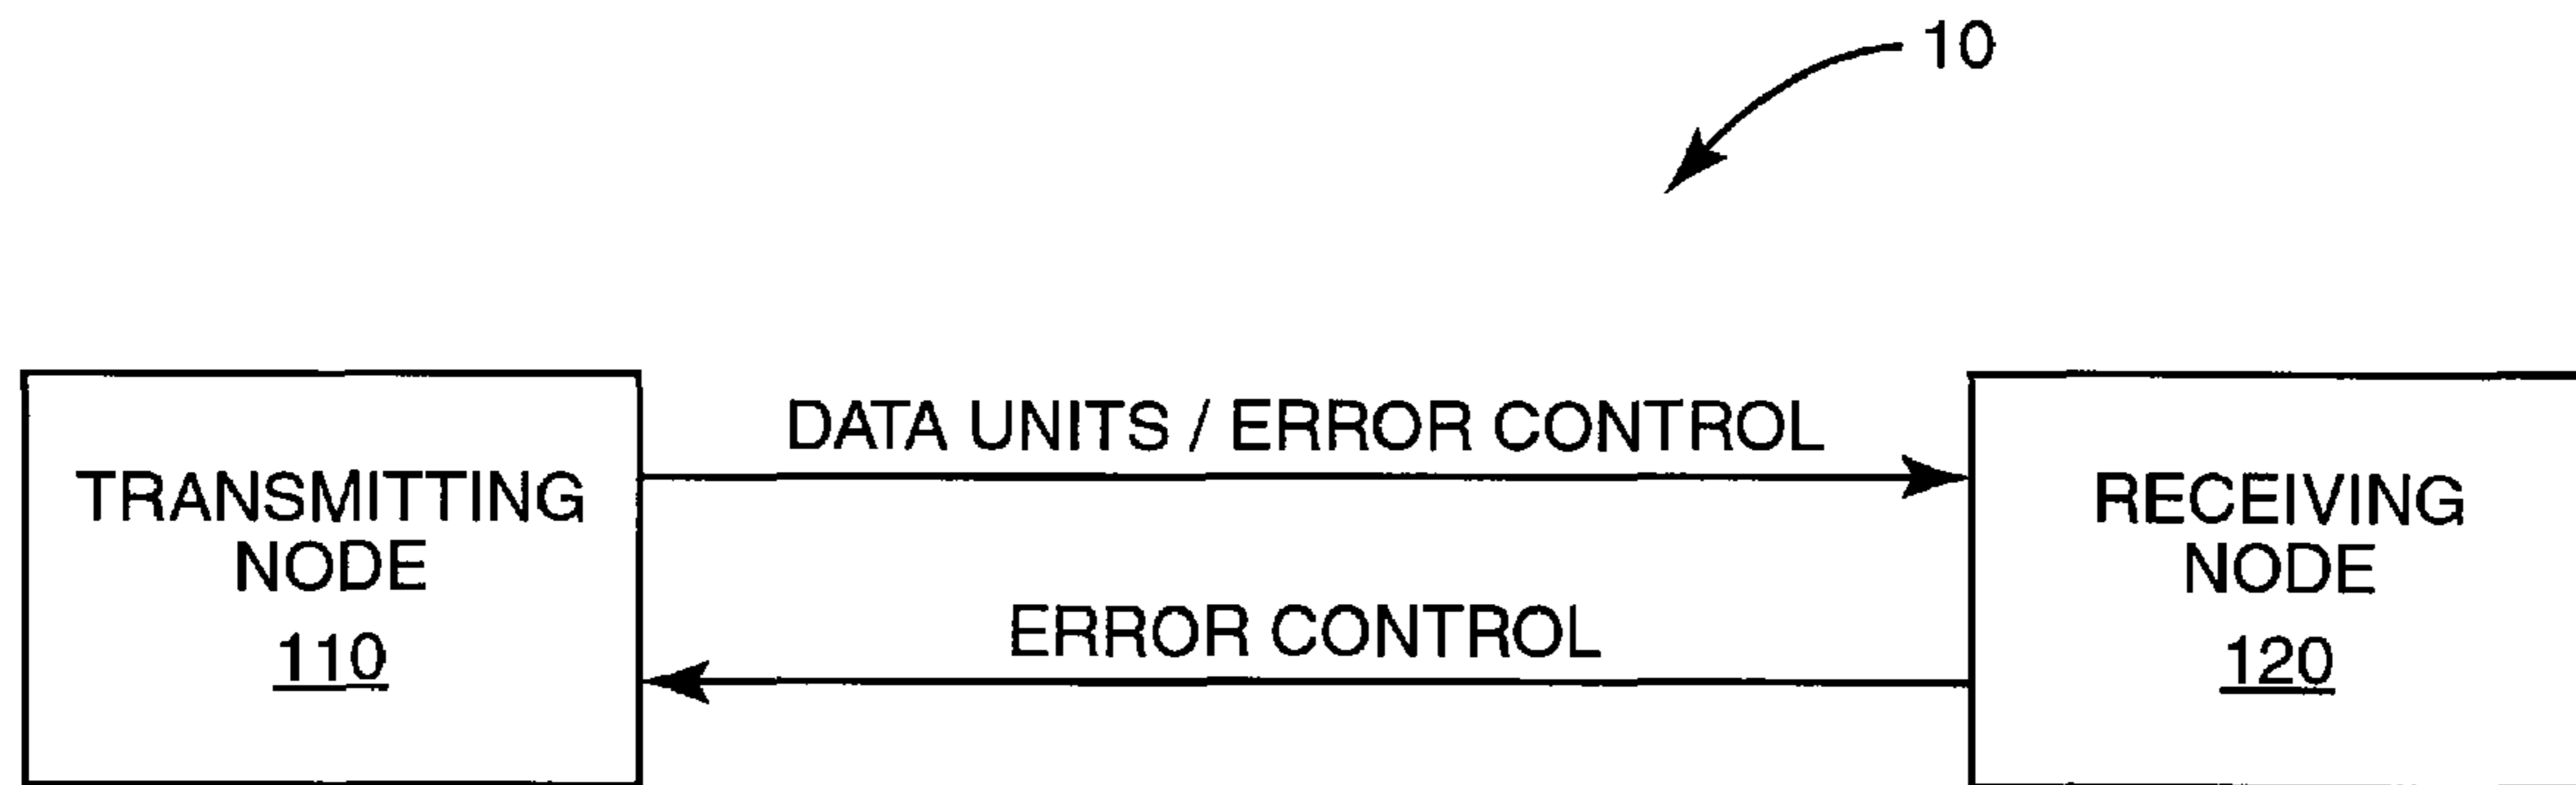 10
DATA UNITS / ERROR CONTROL
TRANSMITTING
NODE
110
ERROR CONTROL
RECEIVING
NODE
120